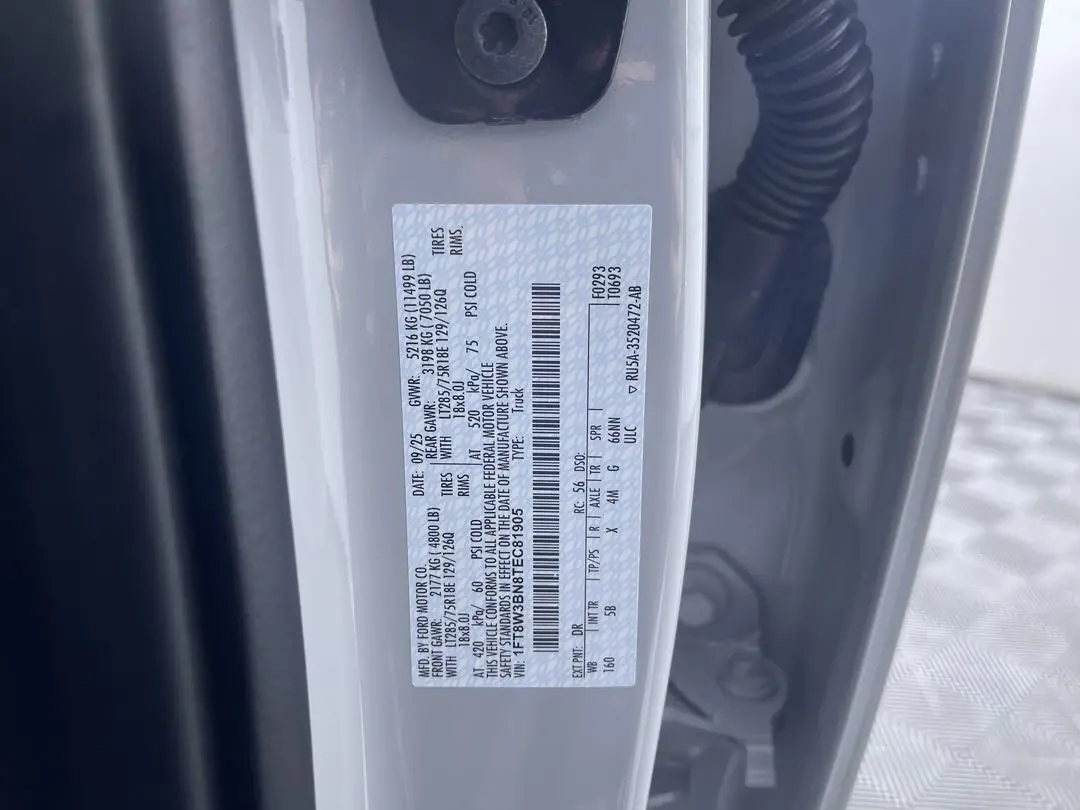 MFD. BY FORD MOTOR CO.
DATE: 09/25 GVWR: 5216 KG (11499 LB)
FRONT GAWR: 2177 KG (4800 LB) REAR GAWR: 3198 KG (7050 LB)
WITH LT285/75R18E 129/126Q TIRES WITH LT285/75R18E 129/126Q TIRES
18x8.0J RIMS 18x8.0J RIMS
AT 420 kPa/ 60 PSI COLD AT 520 kPa/ 75 PSI COLD
THIS VEHICLE CONFORMS TO ALL APPLICABLE FEDERAL MOTOR VEHICLE
SAFETY STANDARDS IN EFFECT ON THE DATE OF MANUFACTURE SHOWN ABOVE.
VIN: 1FT8W3BN8TEC81905 TYPE: Truck
EXT PNT: DR RC: 56 DSO: F0293
WB INT TR TP/PS R AXLE TR SPR T0693
160 5B X 4M G 66NN
ULC ▽ RU5A-3520472-AB